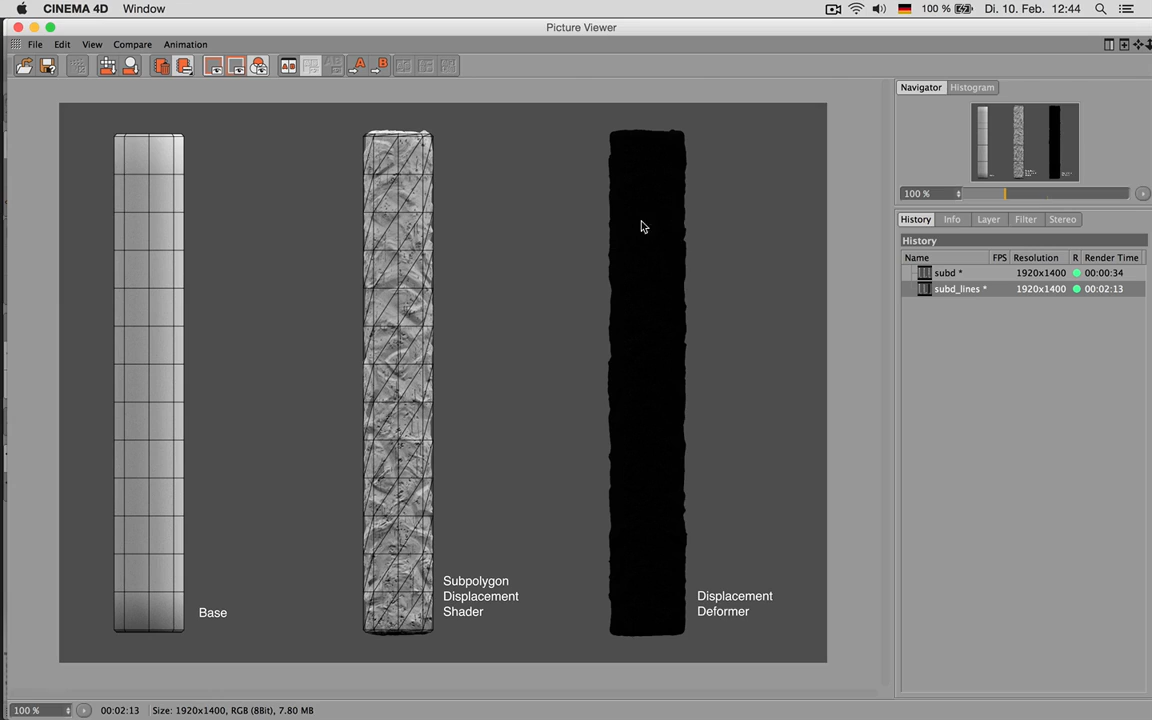 CINEMA 4D Window 100 % Di. 10. Feb. 12:44
Picture Viewer
File Edit View Compare Animation
A B
Navigator Histogram
100 %
History Info Layer Filter Stereo
History
Name FPS Resolution R Render Time
subd * 1920x1400 00:00:34
subd_lines * 1920x1400 00:02:13
Base
Subpolygon
Displacement
Shader
Displacement
Deformer
100 % 00:02:13 Size: 1920x1400, RGB (8Bit), 7.80 MB